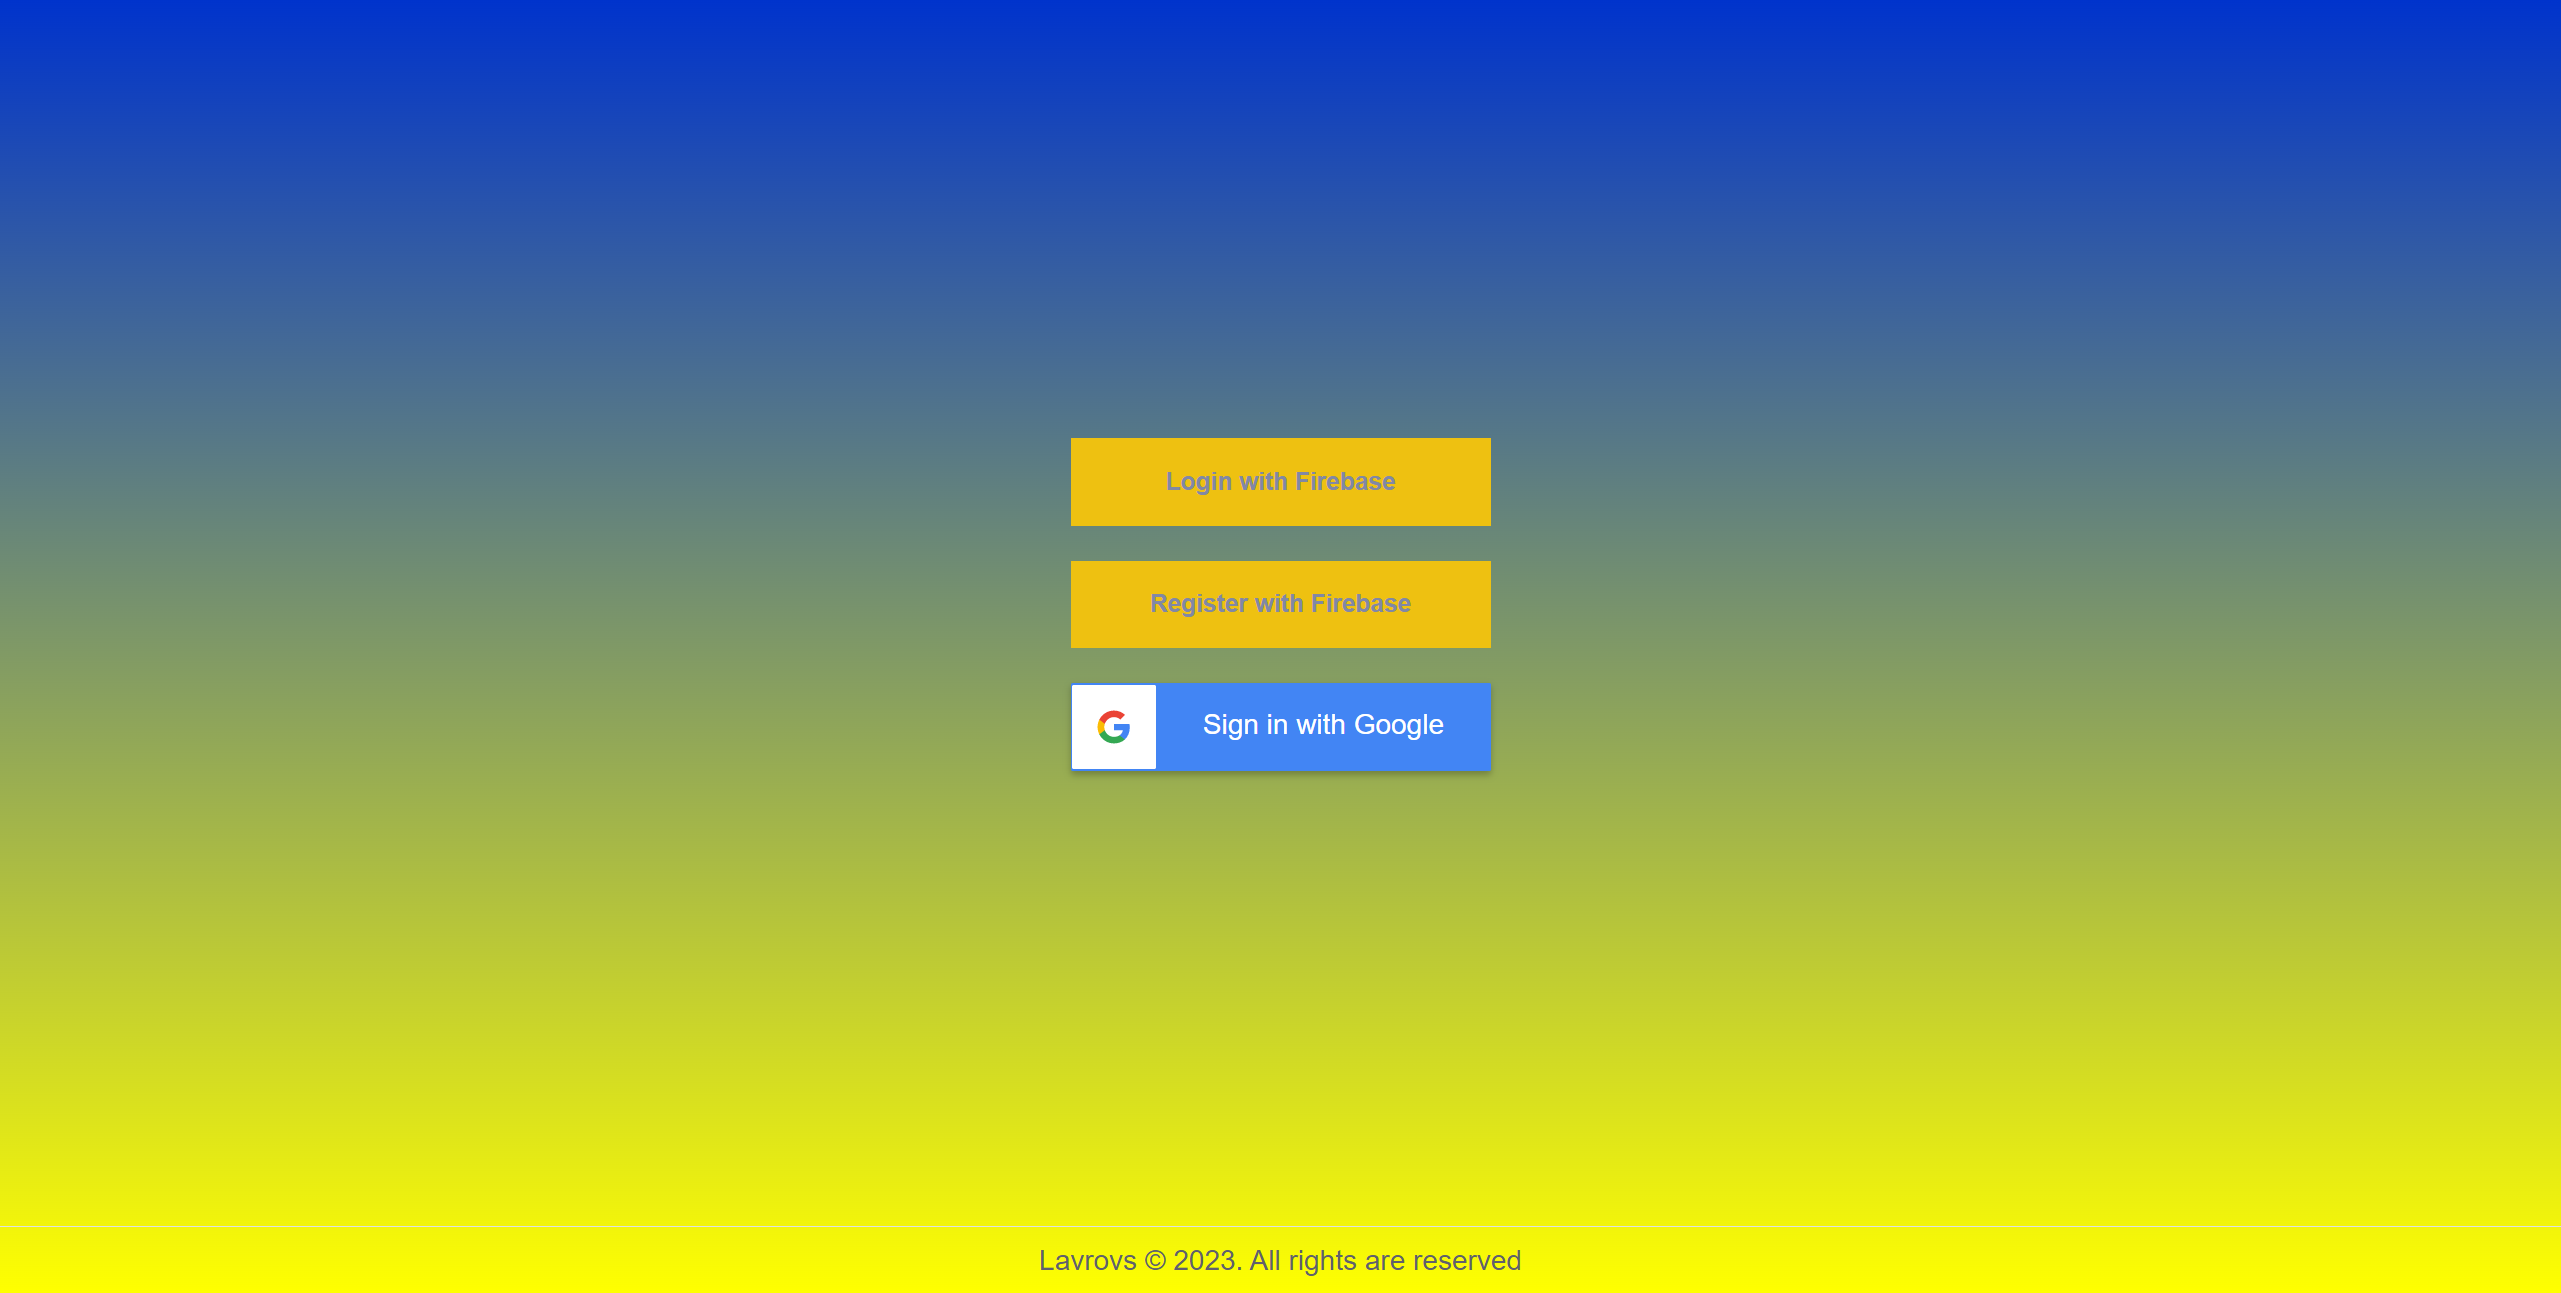 Login with Firebase
Register with Firebase
Sign in with Google
Lavrovs © 2023. All rights are reserved